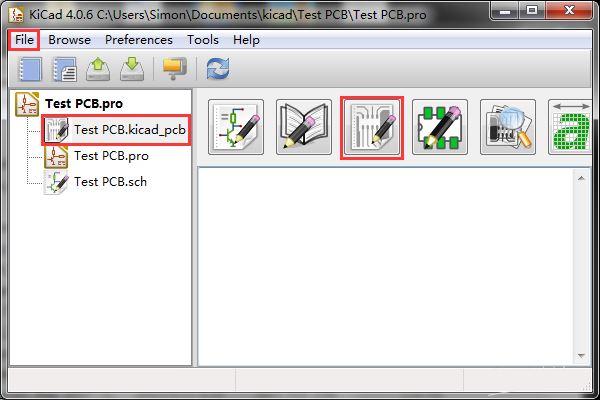 KiCad 4.0.6 C:\Users\Simon\Documents\kicad\Test PCB\Test PCB.pro
File Browse Preferences Tools Help
Test PCB.pro
Test PCB.kicad_pcb
Test PCB.pro
Test PCB.sch
a